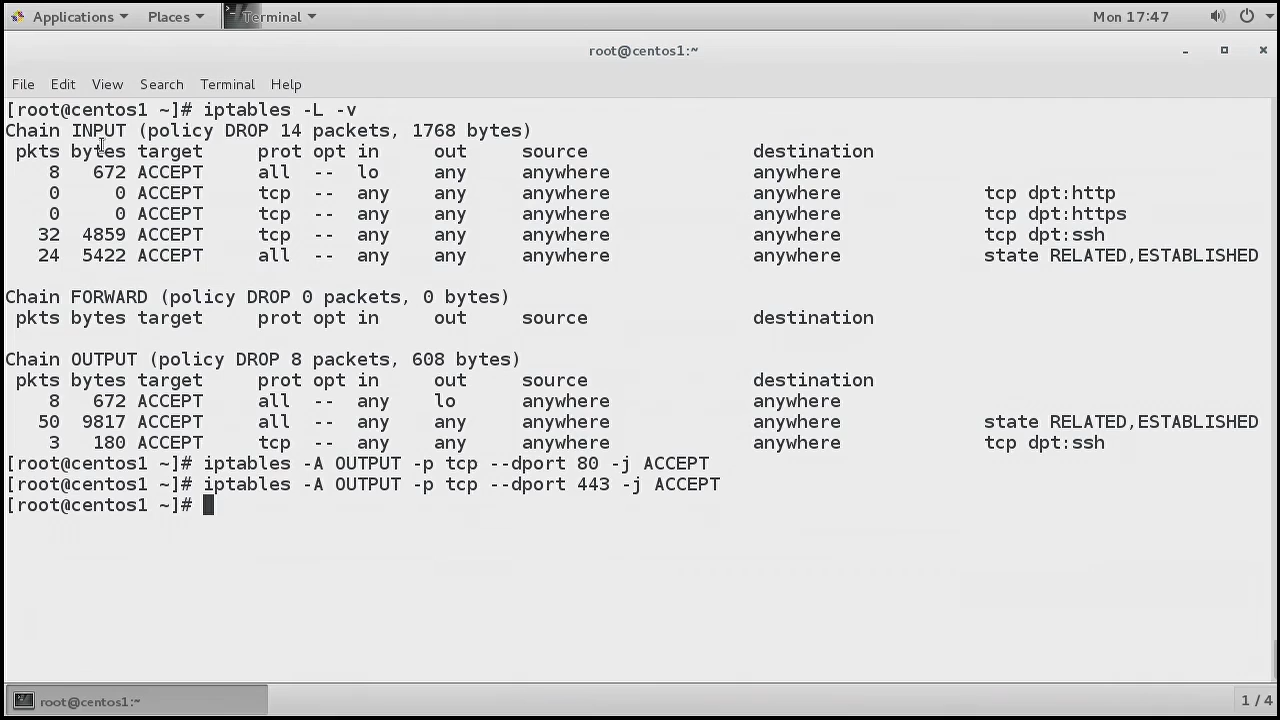 Applications Places Terminal Mon 17:47
root@centos1:~
File Edit View Search Terminal Help
[root@centos1 ~]# iptables -L -v
Chain INPUT (policy DROP 14 packets, 1768 bytes)
pkts bytes target prot opt in out source destination
8 672 ACCEPT all -- lo any anywhere anywhere
0 0 ACCEPT tcp -- any any anywhere anywhere tcp dpt:http
0 0 ACCEPT tcp -- any any anywhere anywhere tcp dpt:https
32 4859 ACCEPT tcp -- any any anywhere anywhere tcp dpt:ssh
24 5422 ACCEPT all -- any any anywhere anywhere state RELATED,ESTABLISHED
Chain FORWARD (policy DROP 0 packets, 0 bytes)
pkts bytes target prot opt in out source destination
Chain OUTPUT (policy DROP 8 packets, 608 bytes)
pkts bytes target prot opt in out source destination
8 672 ACCEPT all -- any lo anywhere anywhere
50 9817 ACCEPT all -- any any anywhere anywhere state RELATED,ESTABLISHED
3 180 ACCEPT tcp -- any any anywhere anywhere tcp dpt:ssh
[root@centos1 ~]# iptables -A OUTPUT -p tcp --dport 80 -j ACCEPT
[root@centos1 ~]# iptables -A OUTPUT -p tcp --dport 443 -j ACCEPT
[root@centos1 ~]#
root@centos1:~ 1 / 4